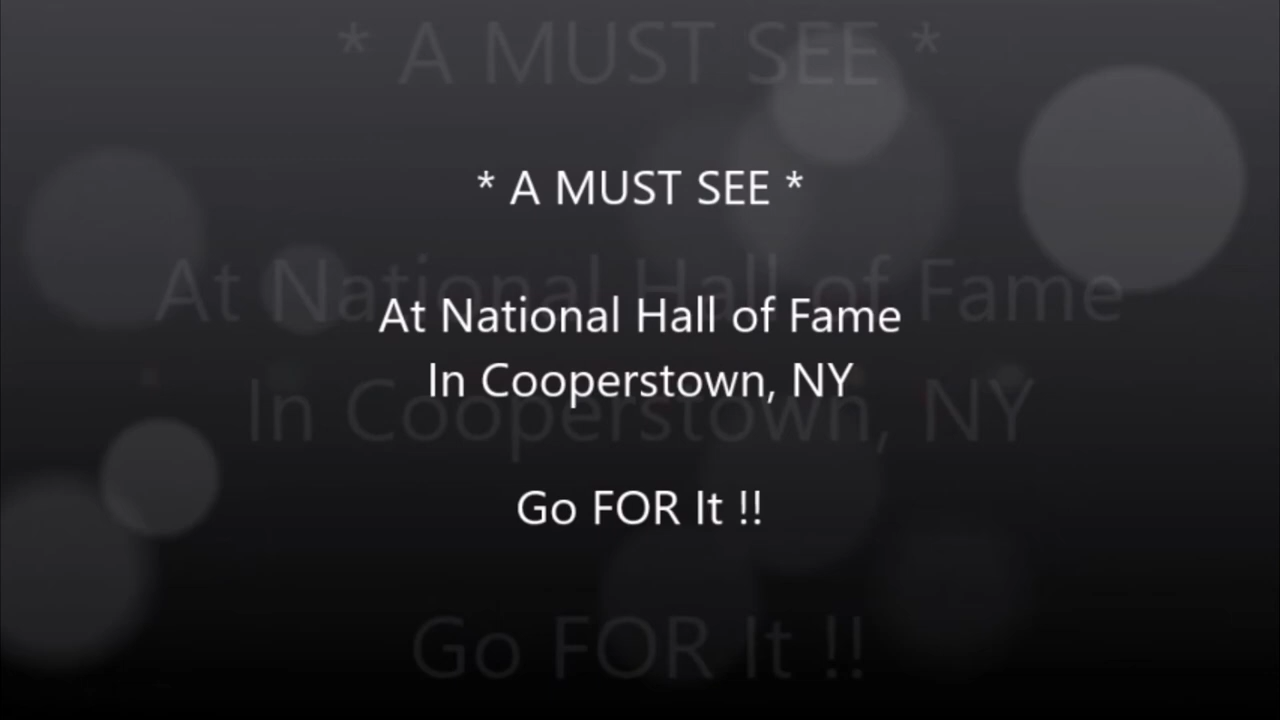 * A MUST SEE *
At National Hall of Fame
In Cooperstown, NY
Go FOR It !!